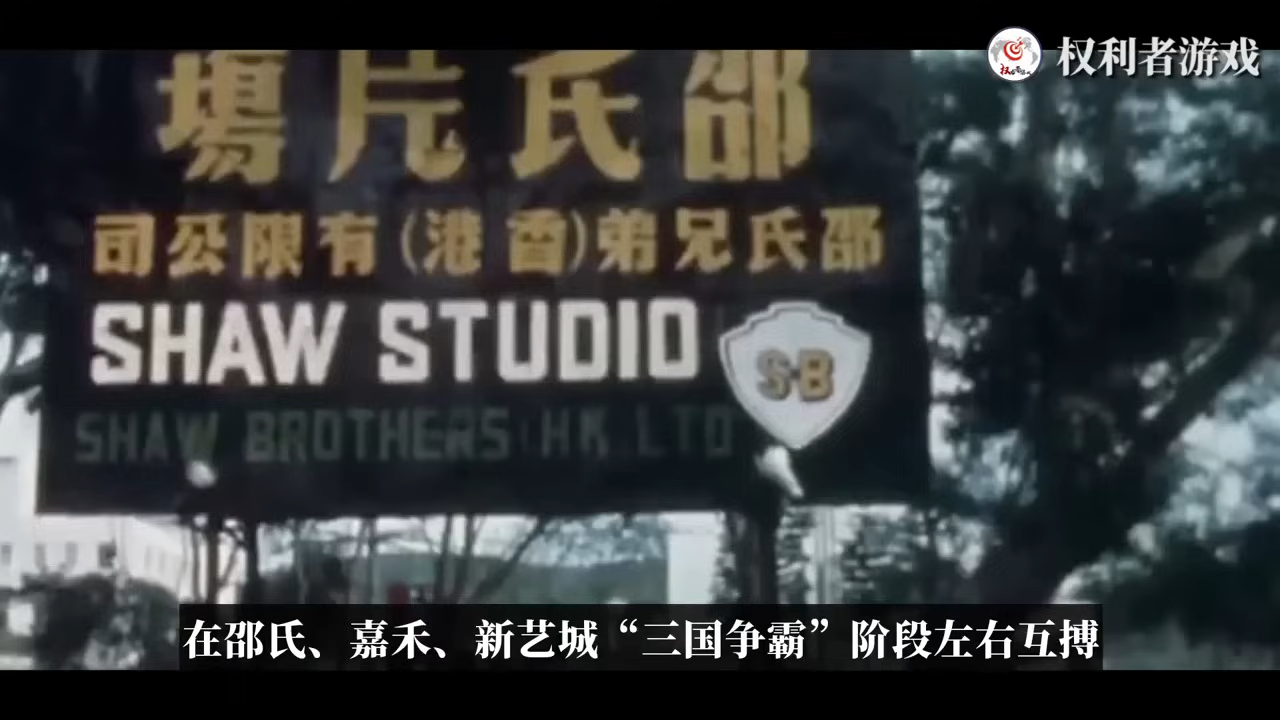 权利者游戏
邵氏片場
邵氏兄弟(香港)有限公司
SHAW STUDIO
S·B
SHAW BROTHERS (HK LTD
在邵氏、嘉禾、新艺城“三国争霸”阶段左右互搏